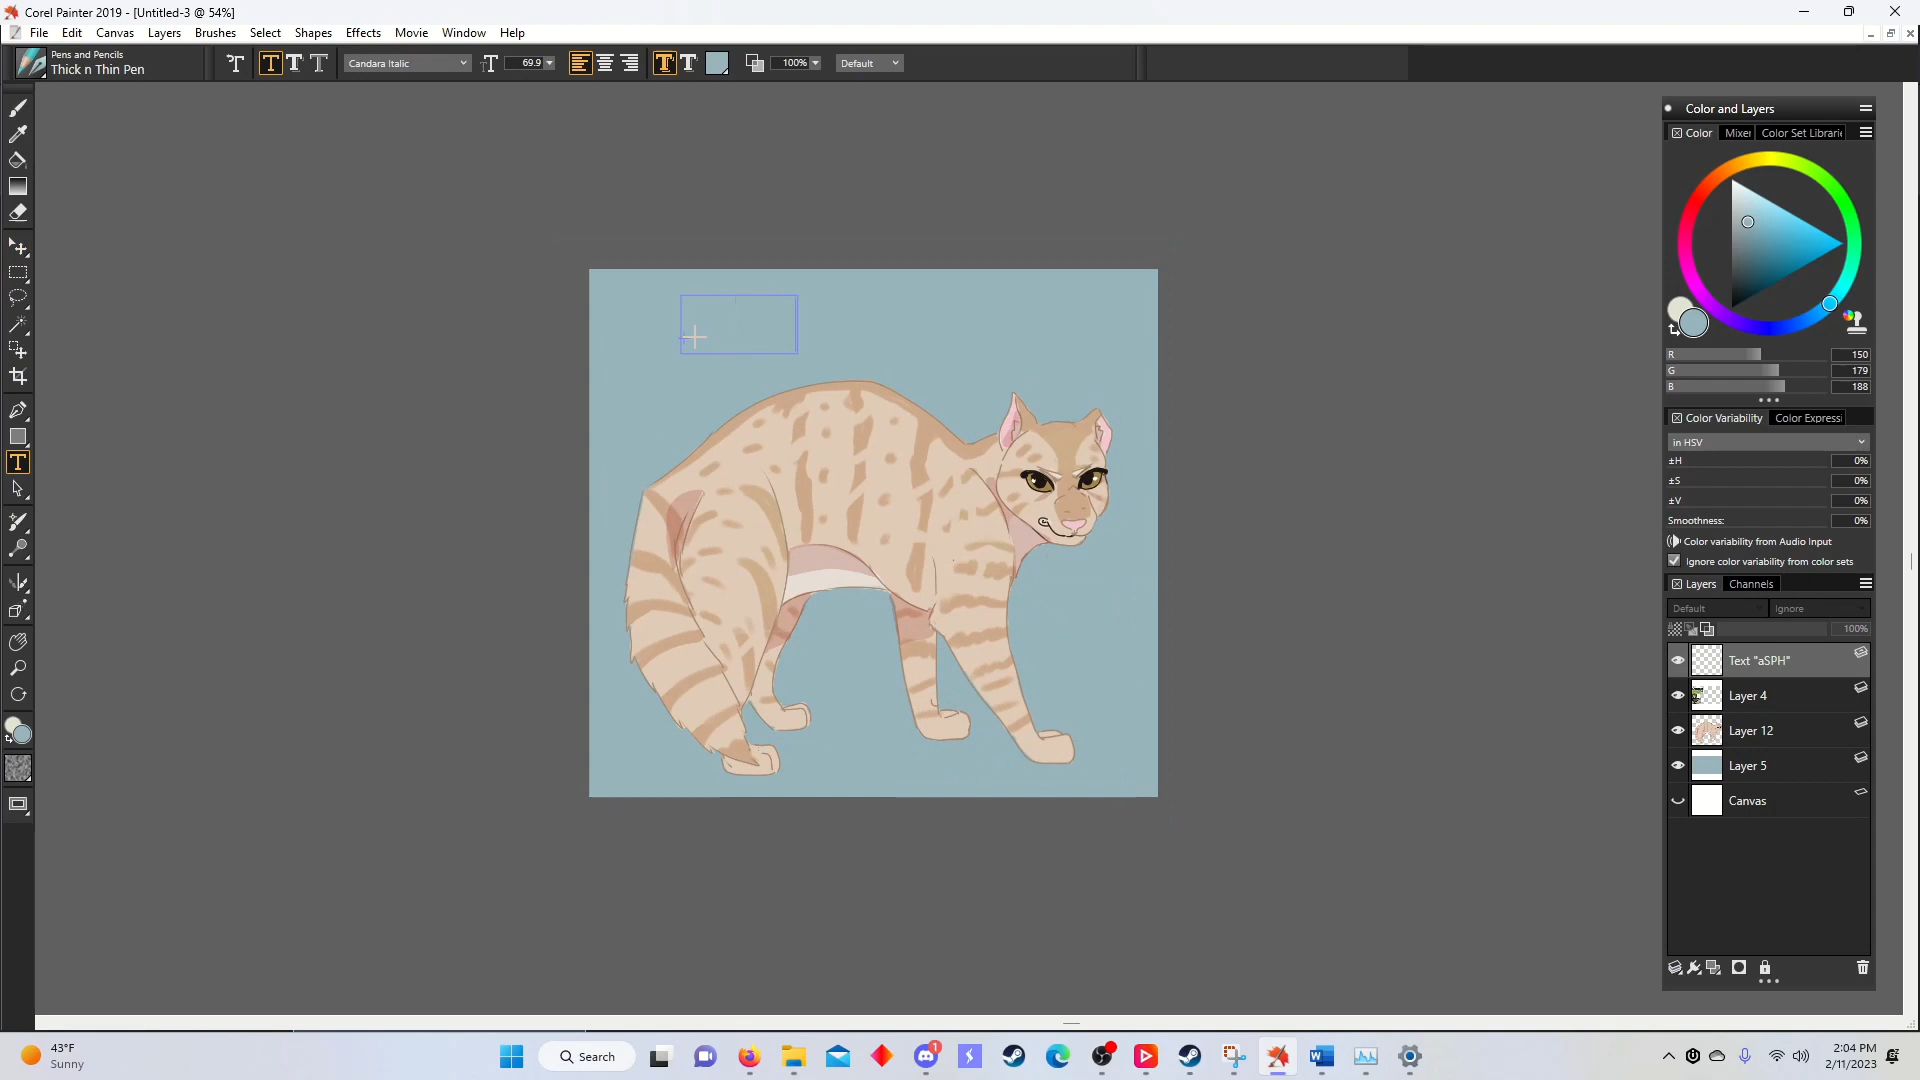 Corel Painter 2019 - [Untitled-3 @ 54%]
File Edit Canvas Layers Brushes Select Shapes Effects Movie Window Help
Pens and Pencils
Thick n Thin Pen
Candara Italic
69.9
100%
Default
Color and Layers
Color Mixer Color Set Librarie
R 150
G 179
B 188
Color Variability Color Expressi
in HSV
±H 0%
±S 0%
±V 0%
Smoothness: 0%
Color variability from Audio Input
Ignore color variability from color sets
Layers Channels
Default Ignore
100%
Text "aSPH"
Layer 4
Layer 12
Layer 5
Canvas
43°F
Sunny
Search
1
2:04 PM
2/11/2023